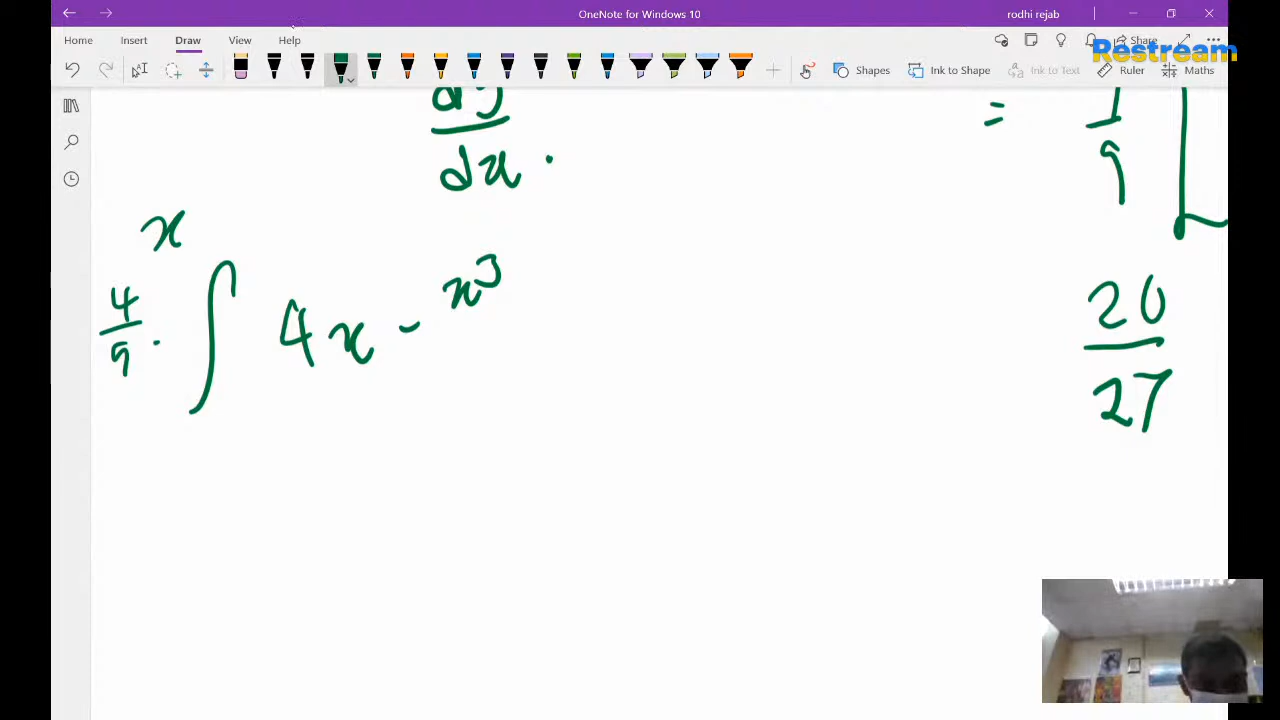 OneNote for Windows 10
rodhi rejab
Home Insert Draw View Help
Share
Restream
Shapes Ink to Shape Ink to Text Ruler Maths
dy
dx .
= 1
9
x
4
9 . ∫ 4x - x³
20
27